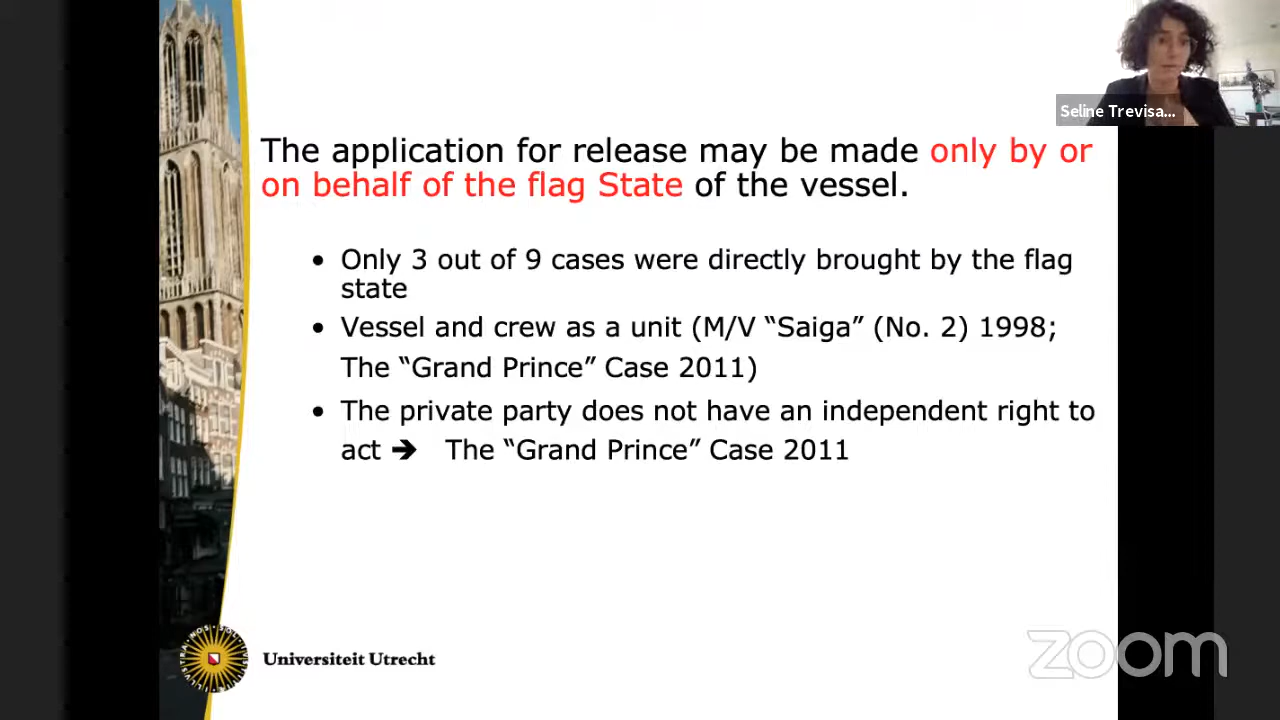 Seline Trevisa...
The application for release may be made only by or
on behalf of the flag State of the vessel.
• Only 3 out of 9 cases were directly brought by the flag
state
• Vessel and crew as a unit (M/V “Saiga” (No. 2) 1998;
The “Grand Prince” Case 2011)
• The private party does not have an independent right to
act ➔ The “Grand Prince” Case 2011
Universiteit Utrecht
zoom